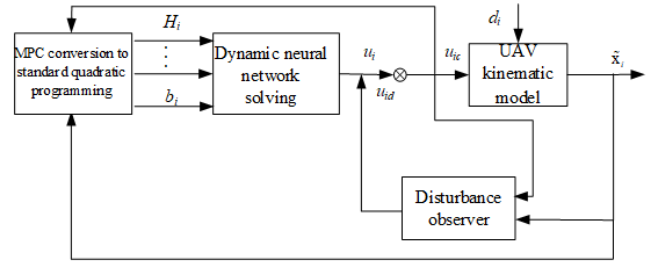 MPC conversion to
standard quadratic
programming
H_i
⋮
b_i
Dynamic neural
network
solving
u_i
u_id
u_ic
d_i
UAV
kinematic
model
x̃_i
Disturbance
observer